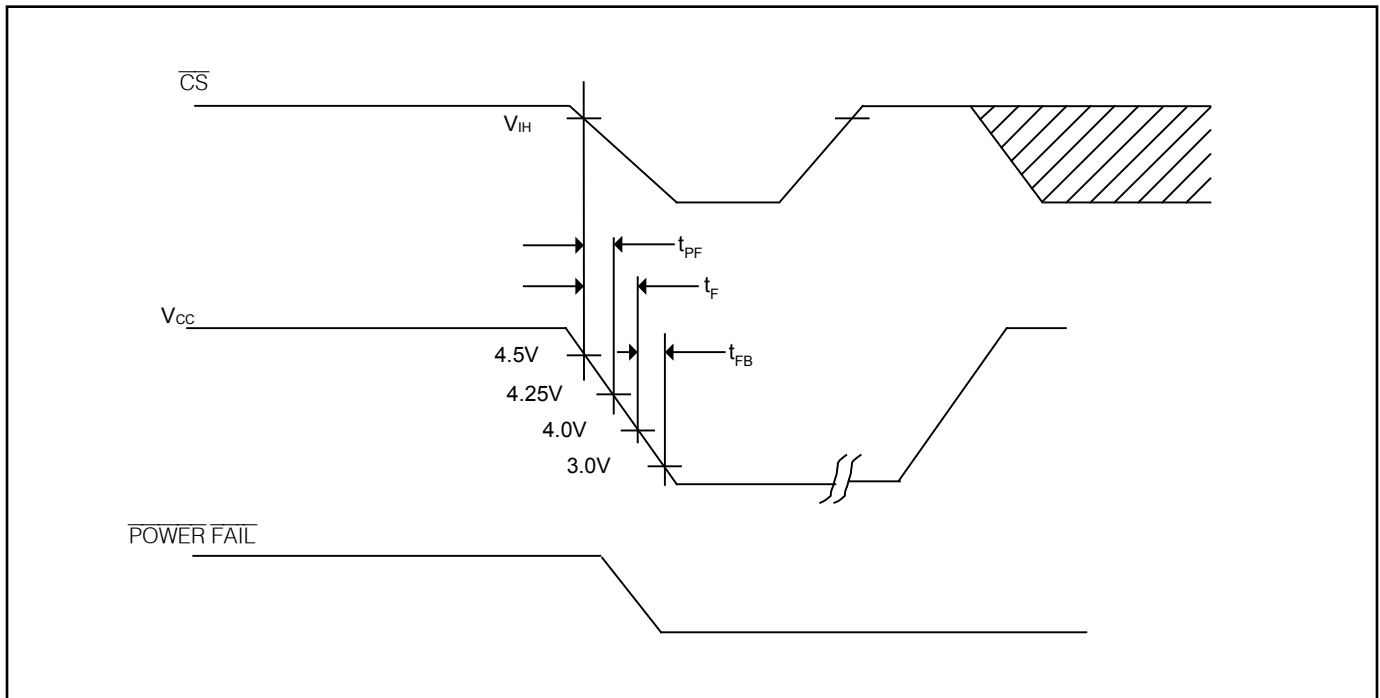 CS
VIH
tPF
tF
VCC
4.5V
tFB
4.25V
4.0V
3.0V
POWER FAIL